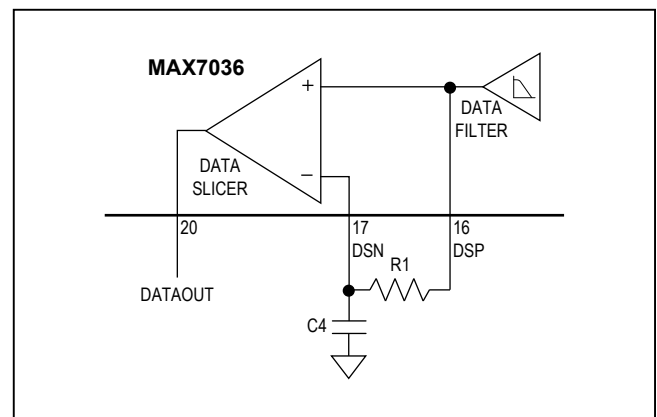 MAX7036
+
DATA
FILTER
DATA
SLICER
−
20
17
16
DSN
DSP
R1
DATAOUT
C4